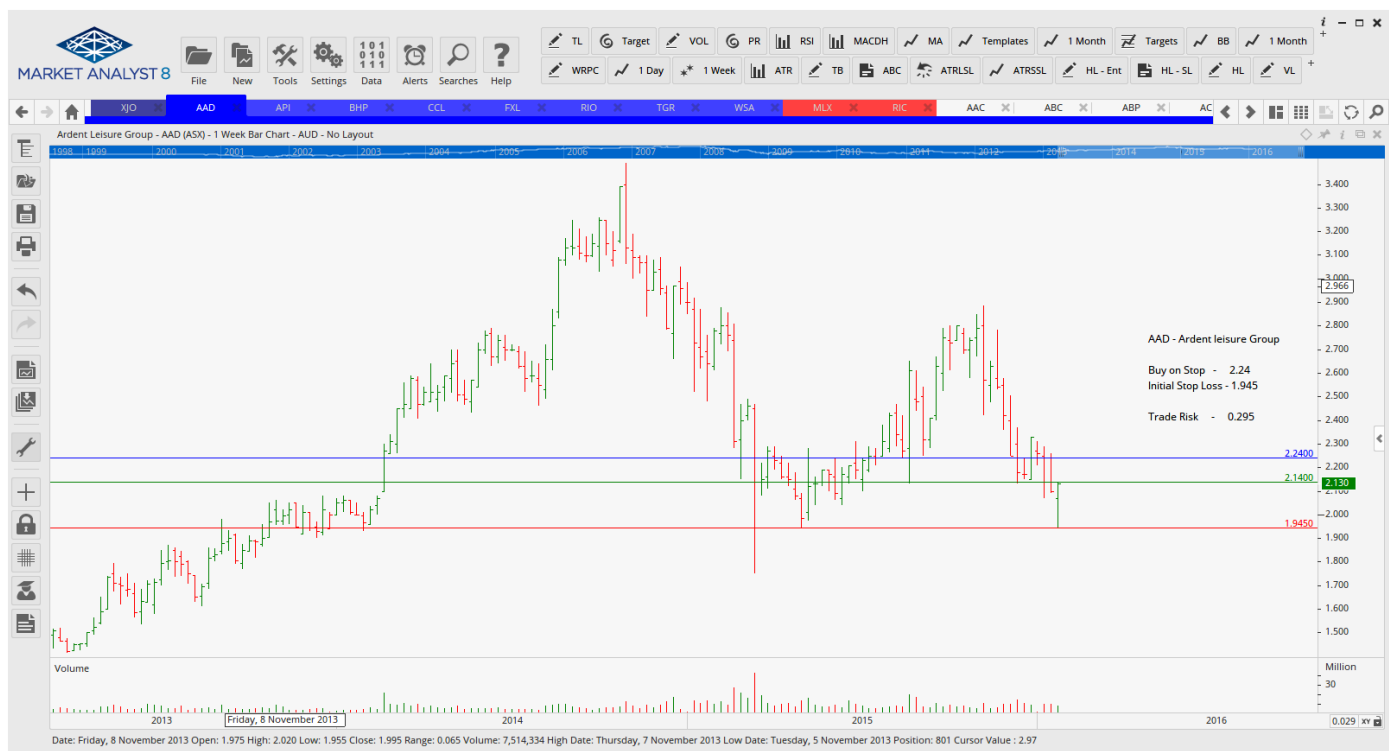 i
MARKET ANALYST 8
File New Tools Settings Data Alerts Searches Help
101
010
111
TL Target VOL PR RSI MACDH MA Templates 1 Month Targets BB 1 Month +
WRPC 1 Day 1 Week ATR TB ABC ATRLSL ATRSSL HL - Ent HL - SL HL VL +
XJO AAD API BHP CCL FXL RIO TGR WSA MLX RIC AAC ABC ABP AC
Ardent Leisure Group - AAD (ASX) - 1 Week Bar Chart - AUD - No Layout
1998 1999 2000 2001 2002 2003 2004 2005 2006 2007 2008 2009 2010 2011 2012 2013 2014 2015 2016
3.400
3.300
3.200
3.100
3.000
2.966
2.900
2.800
AAD - Ardent leisure Group
2.700
Buy on Stop - 2.24
2.600
Initial Stop Loss - 1.945
2.500
Trade Risk - 0.295
2.400
2.300
2.2400
2.200
2.1400
2.130
2.100
2.000
1.9450
1.900
1.800
1.700
1.600
1.500
Volume
Million
30
2013 Friday, 8 November 2013 2014 2015 2016 0.029 XY
Date: Friday, 8 November 2013 Open: 1.975 High: 2.020 Low: 1.955 Close: 1.995 Range: 0.065 Volume: 7,514,334 High Date: Thursday, 7 November 2013 Low Date: Tuesday, 5 November 2013 Position: 801 Cursor Value : 2.97